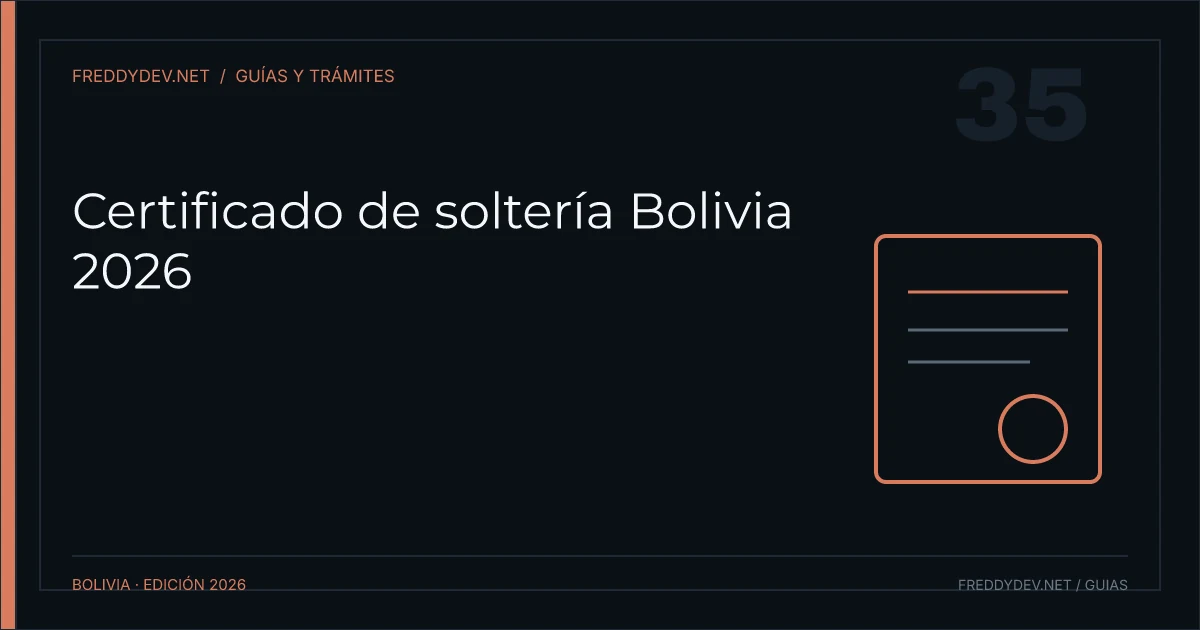 FREDDYDEV.NET / GUÍAS Y TRÁMITES
35
Certificado de soltería Bolivia
2026
BOLIVIA · EDICIÓN 2026
FREDDYDEV.NET / GUIAS